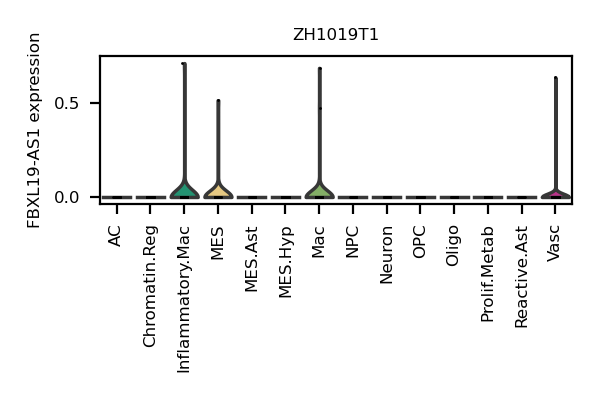 ZH1019T1
FBXL19-AS1 expression
0.5
0.0
AC
Chromatin.Reg
Inflammatory.Mac
MES
MES.Ast
MES.Hyp
Mac
NPC
Neuron
OPC
Oligo
Prolif.Metab
Reactive.Ast
Vasc